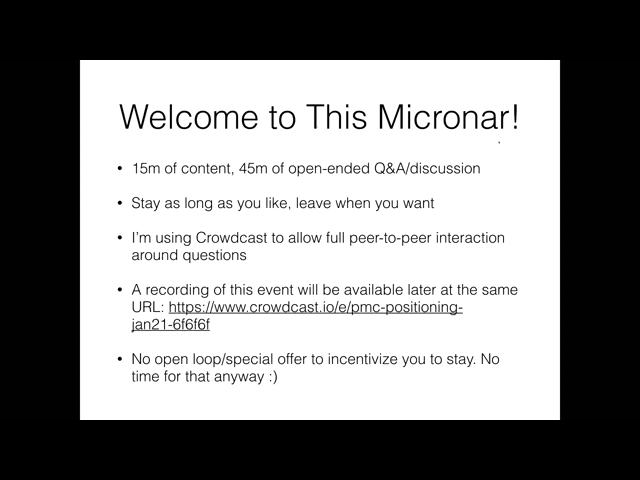 Welcome to This Micronar!
• 15m of content, 45m of open-ended Q&A/discussion
• Stay as long as you like, leave when you want
• I'm using Crowdcast to allow full peer-to-peer interaction
around questions
• A recording of this event will be available later at the same
URL: https://www.crowdcast.io/e/pmc-positioning-
jan21-6f6f6f
• No open loop/special offer to incentivize you to stay. No
time for that anyway :)